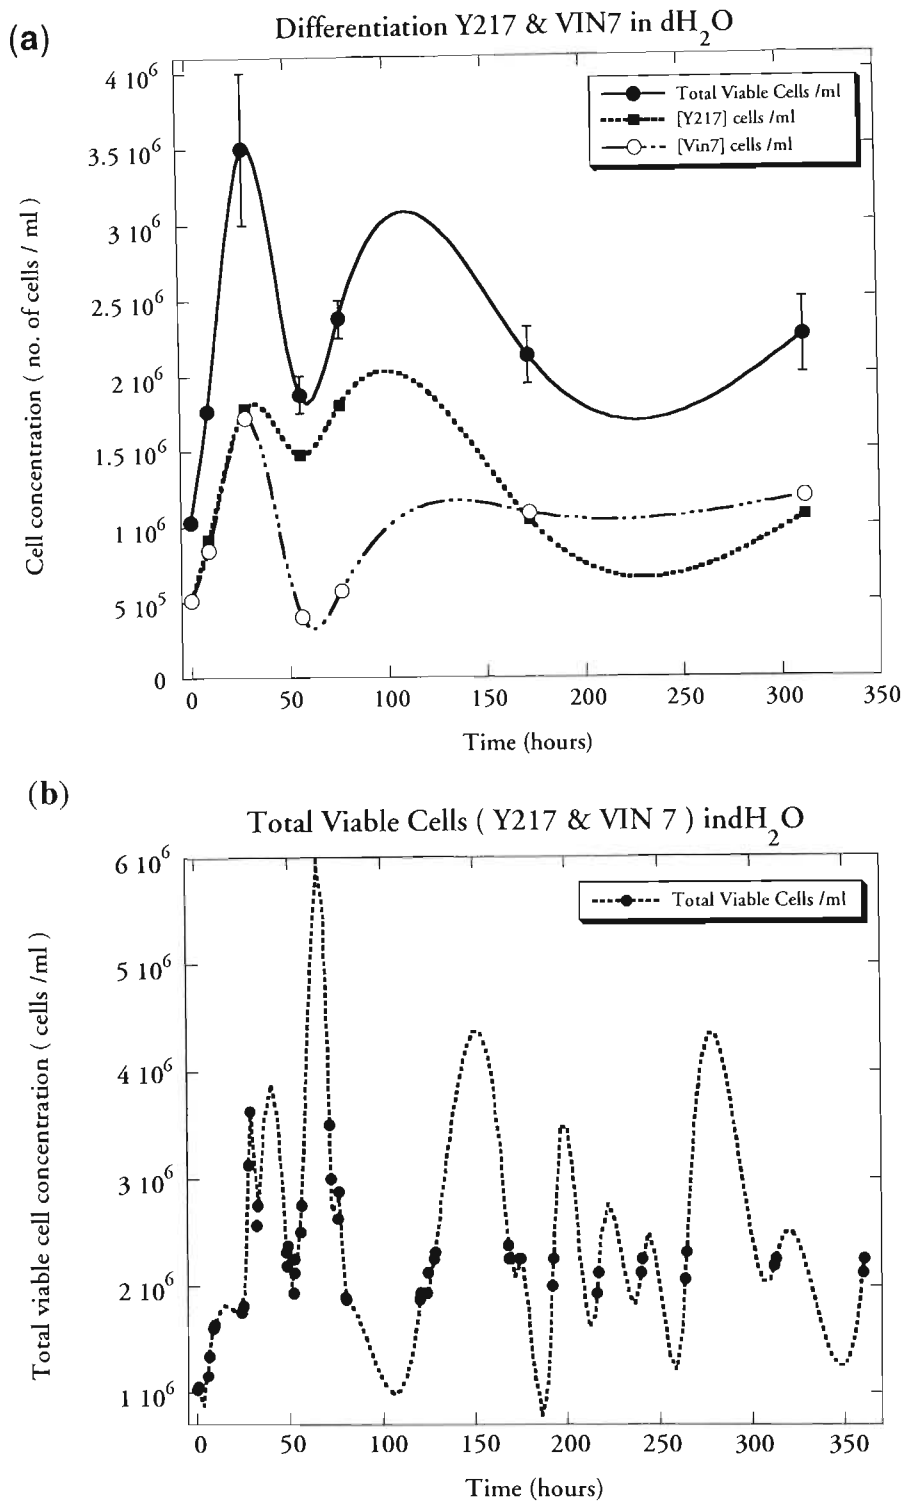 (a)
Differentiation Y217 & VIN7 in dH2O
Total Viable Cells /ml
[Y217] cells /ml
[Vin7] cells /ml
4 10^6
3.5 10^6
3 10^6
2.5 10^6
2 10^6
1.5 10^6
1 10^6
5 10^5
0
Cell concentration ( no. of cells / ml )
0 50 100 150 200 250 300 350
Time (hours)
(b)
Total Viable Cells ( Y217 & VIN 7 ) indH2O
Total Viable Cells /ml
6 10^6
5 10^6
4 10^6
3 10^6
2 10^6
1 10^6
Total viable cell concentration ( cells /ml )
0 50 100 150 200 250 300 350
Time (hours)